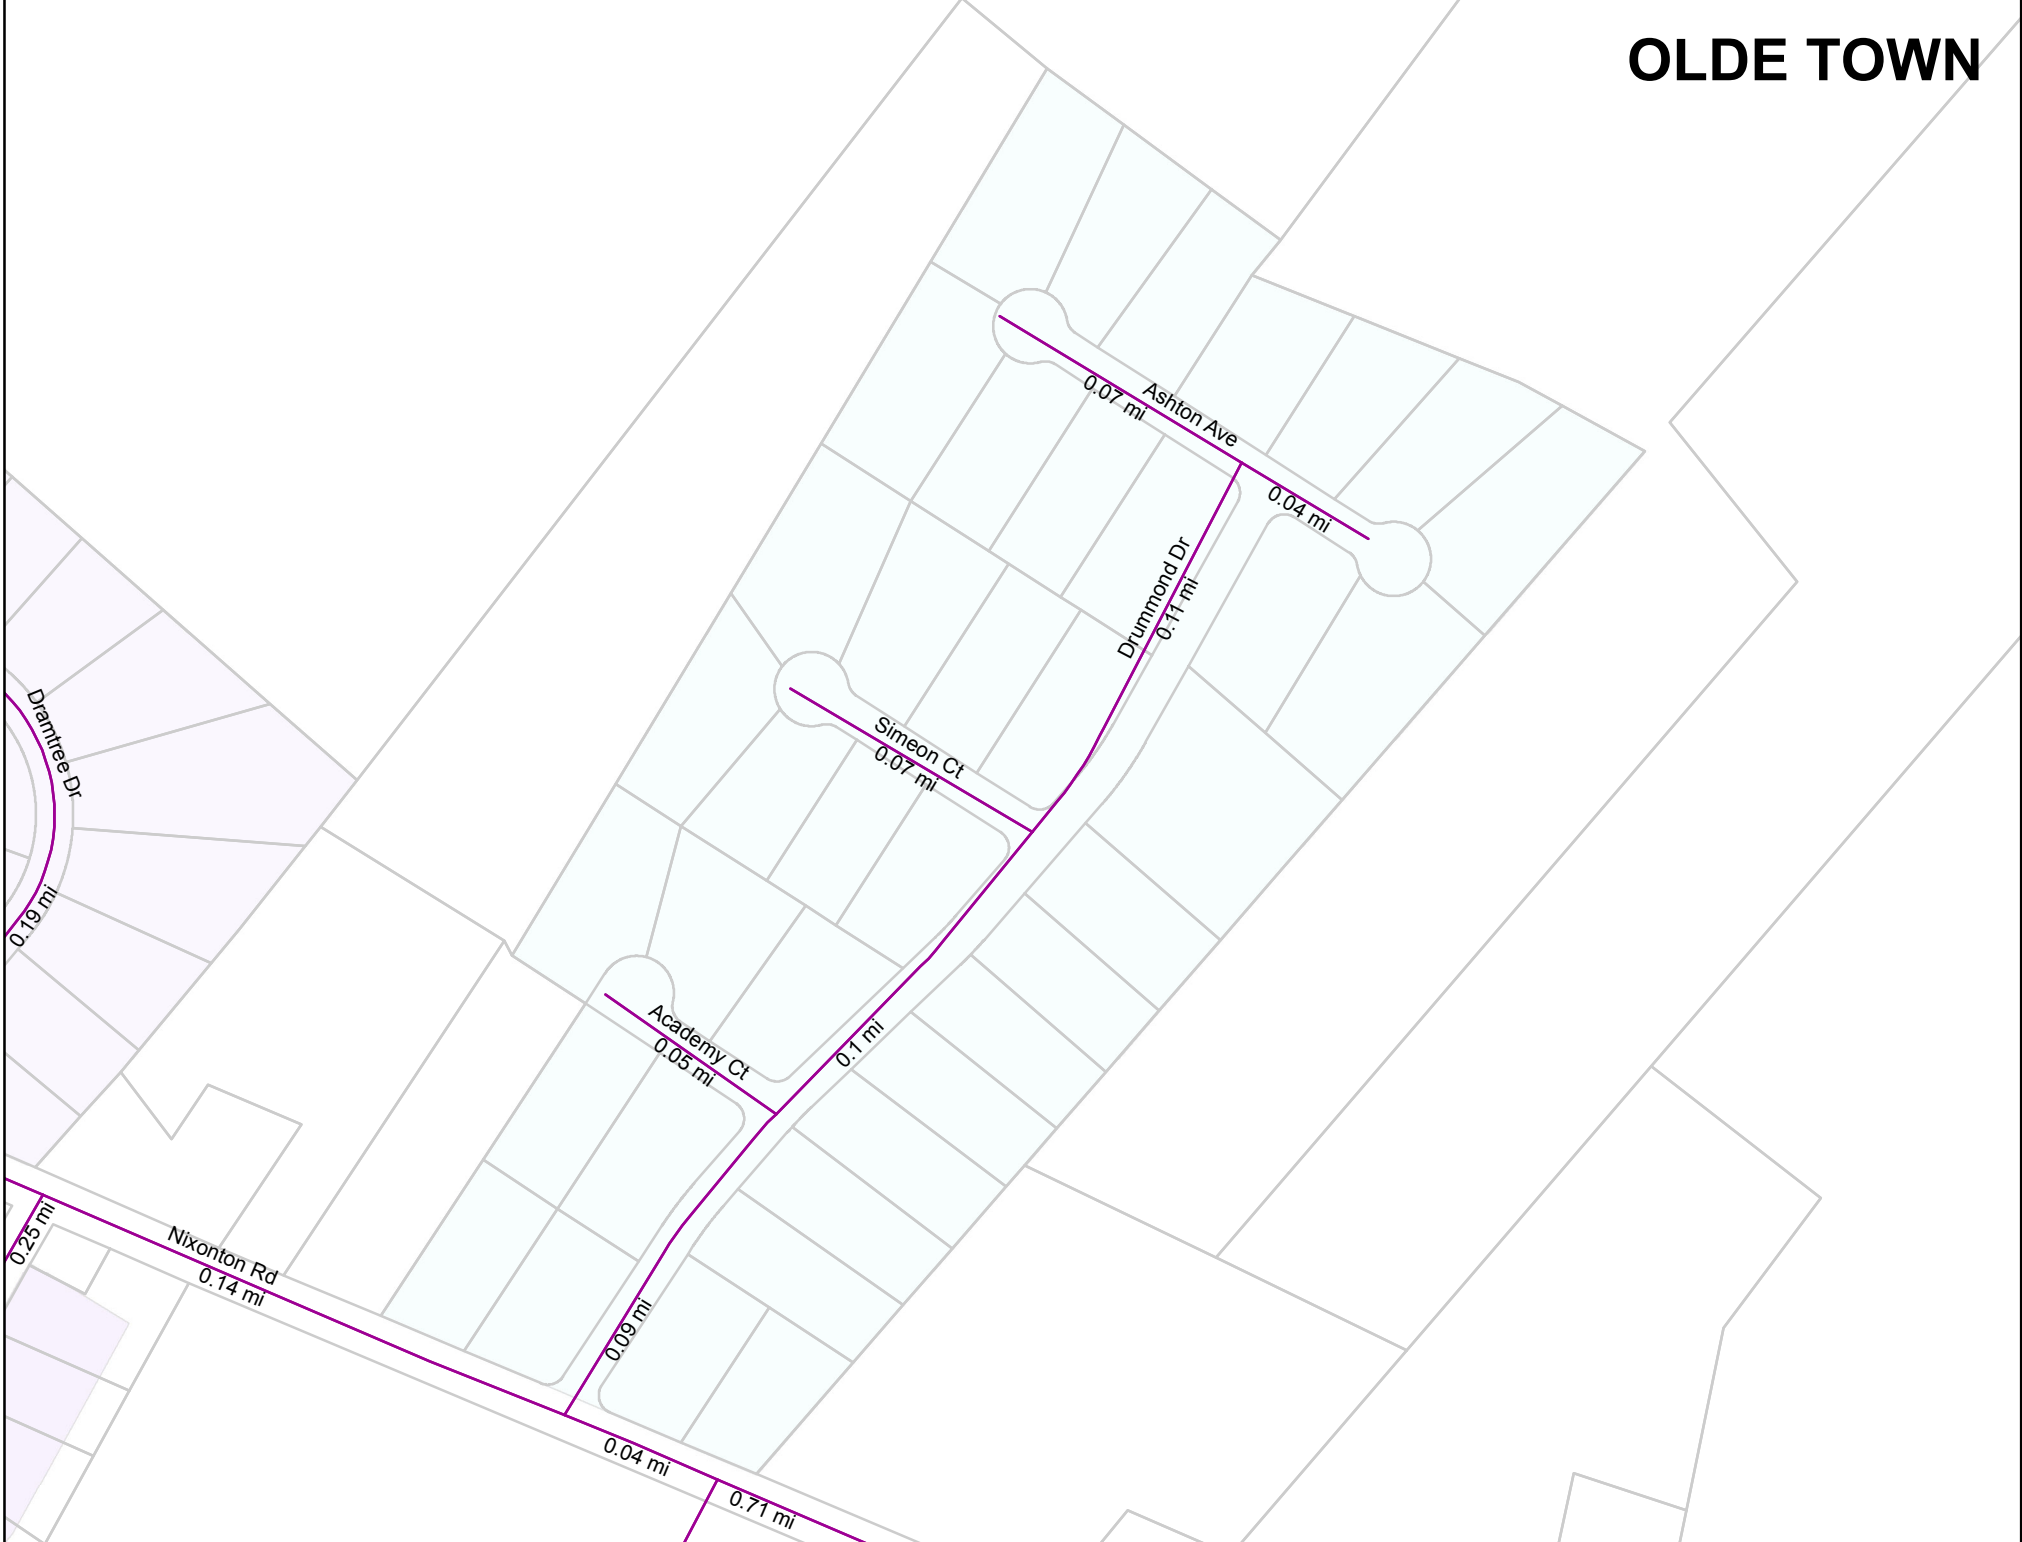 OLDE TOWN
Ashton Ave
0.07 mi
0.04 mi
Drummond Dr
0.11 mi
Simeon Ct
0.07 mi
Dramtree Dr
0.19 mi
Academy Ct
0.05 mi
0.1 mi
0.25 mi
Nixonton Rd
0.14 mi
0.09 mi
0.04 mi
0.71 mi